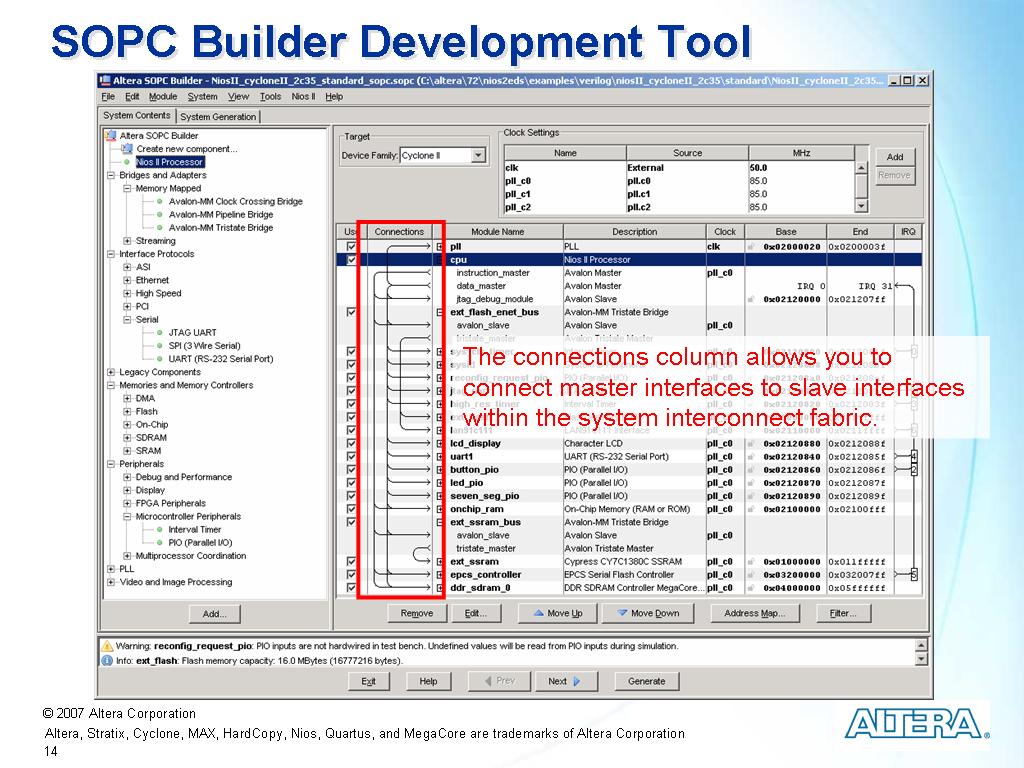 SOPC Builder Development Tool
Altera SOPC Builder - NiosII_cycloneII_2c35_standard_sopc.sopc (C:\altera\72\nios2eds\examples\verilog\niosII_cycloneII_2c35\standard\NiosII_cycloneII_2c35...
File Edit Module System View Tools Nios II Help
System Contents System Generation
Altera SOPC Builder
Create new component...
Nios II Processor
Bridges and Adapters
Memory Mapped
Avalon-MM Clock Crossing Bridge
Avalon-MM Pipeline Bridge
Avalon-MM Tristate Bridge
Streaming
Interface Protocols
ASI
Ethernet
High Speed
PCI
Serial
JTAG UART
SPI (3 Wire Serial)
UART (RS-232 Serial Port)
Legacy Components
Memories and Memory Controllers
DMA
Flash
On-Chip
SDRAM
SRAM
Peripherals
Debug and Performance
Display
FPGA Peripherals
Microcontroller Peripherals
Interval Timer
PIO (Parallel I/O)
Multiprocessor Coordination
PLL
Video and Image Processing
Add...
Target
Device Family: Cyclone II
Clock Settings
Name Source MHz
clk External 50.0
pll_c0 pll.c0 85.0
pll_c1 pll.c1 85.0
pll_c2 pll.c2 85.0
Add
Remove
Connections Module Name Description Clock Base End IRQ
pll PLL clk 0x02000020 0x0200003f
cpu Nios II Processor
instruction_master Avalon Master pll_c0
data_master Avalon Master IRQ 0 IRQ 31
jtag_debug_module Avalon Slave 0x02120000 0x021207ff
ext_flash_enet_bus Avalon-MM Tristate Bridge
avalon_slave Avalon Slave pll_c0
tristate_master Avalon Tristate Master
The connections column allows you to
connect master interfaces to slave interfaces
within the system interconnect fabric.
reconfig_request_pio PIO (Parallel I/O)
high_res_timer Interval Timer
lcd_display Character LCD pll_c0 0x02120880 0x0212088f
uart1 UART (RS-232 Serial Port) pll_c0 0x02120840 0x0212085f 4
button_pio PIO (Parallel I/O) pll_c0 0x02120860 0x0212086f 2
led_pio PIO (Parallel I/O) pll_c0 0x02120870 0x0212087f
seven_seg_pio PIO (Parallel I/O) pll_c0 0x02120890 0x0212089f
onchip_ram On-Chip Memory (RAM or ROM) pll_c0 0x02100000 0x02100fff
ext_ssram_bus Avalon-MM Tristate Bridge
avalon_slave Avalon Slave pll_c0
tristate_master Avalon Tristate Master
ext_ssram Cypress CY7C1380C SSRAM pll_c0 0x01000000 0x011fffff
epcs_controller EPCS Serial Flash Controller pll_c0 0x03200000 0x032007ff 5
ddr_sdram_0 DDR SDRAM Controller MegaCore... pll_c0 0x04000000 0x05ffffff
Remove Edit... Move Up Move Down Address Map... Filter...
Warning: reconfig_request_pio: PIO inputs are not hardwired in test bench. Undefined values will be read from PIO inputs during simulation.
Info: ext_flash: Flash memory capacity: 16.0 MBytes (16777216 bytes).
Exit Help Prev Next Generate
© 2007 Altera Corporation
Altera, Stratix, Cyclone, MAX, HardCopy, Nios, Quartus, and MegaCore are trademarks of Altera Corporation
14
ALTERA®